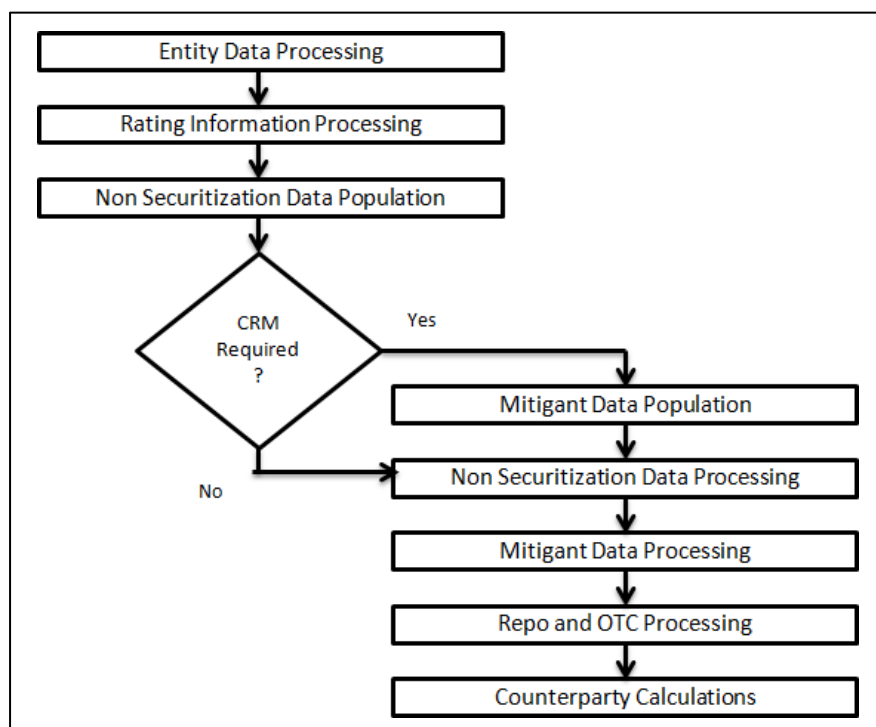 Entity Data Processing
Rating Information Processing
Non Securitization Data Population
CRM
Required
?
Yes
No
Mitigant Data Population
Non Securitization Data Processing
Mitigant Data Processing
Repo and OTC Processing
Counterparty Calculations